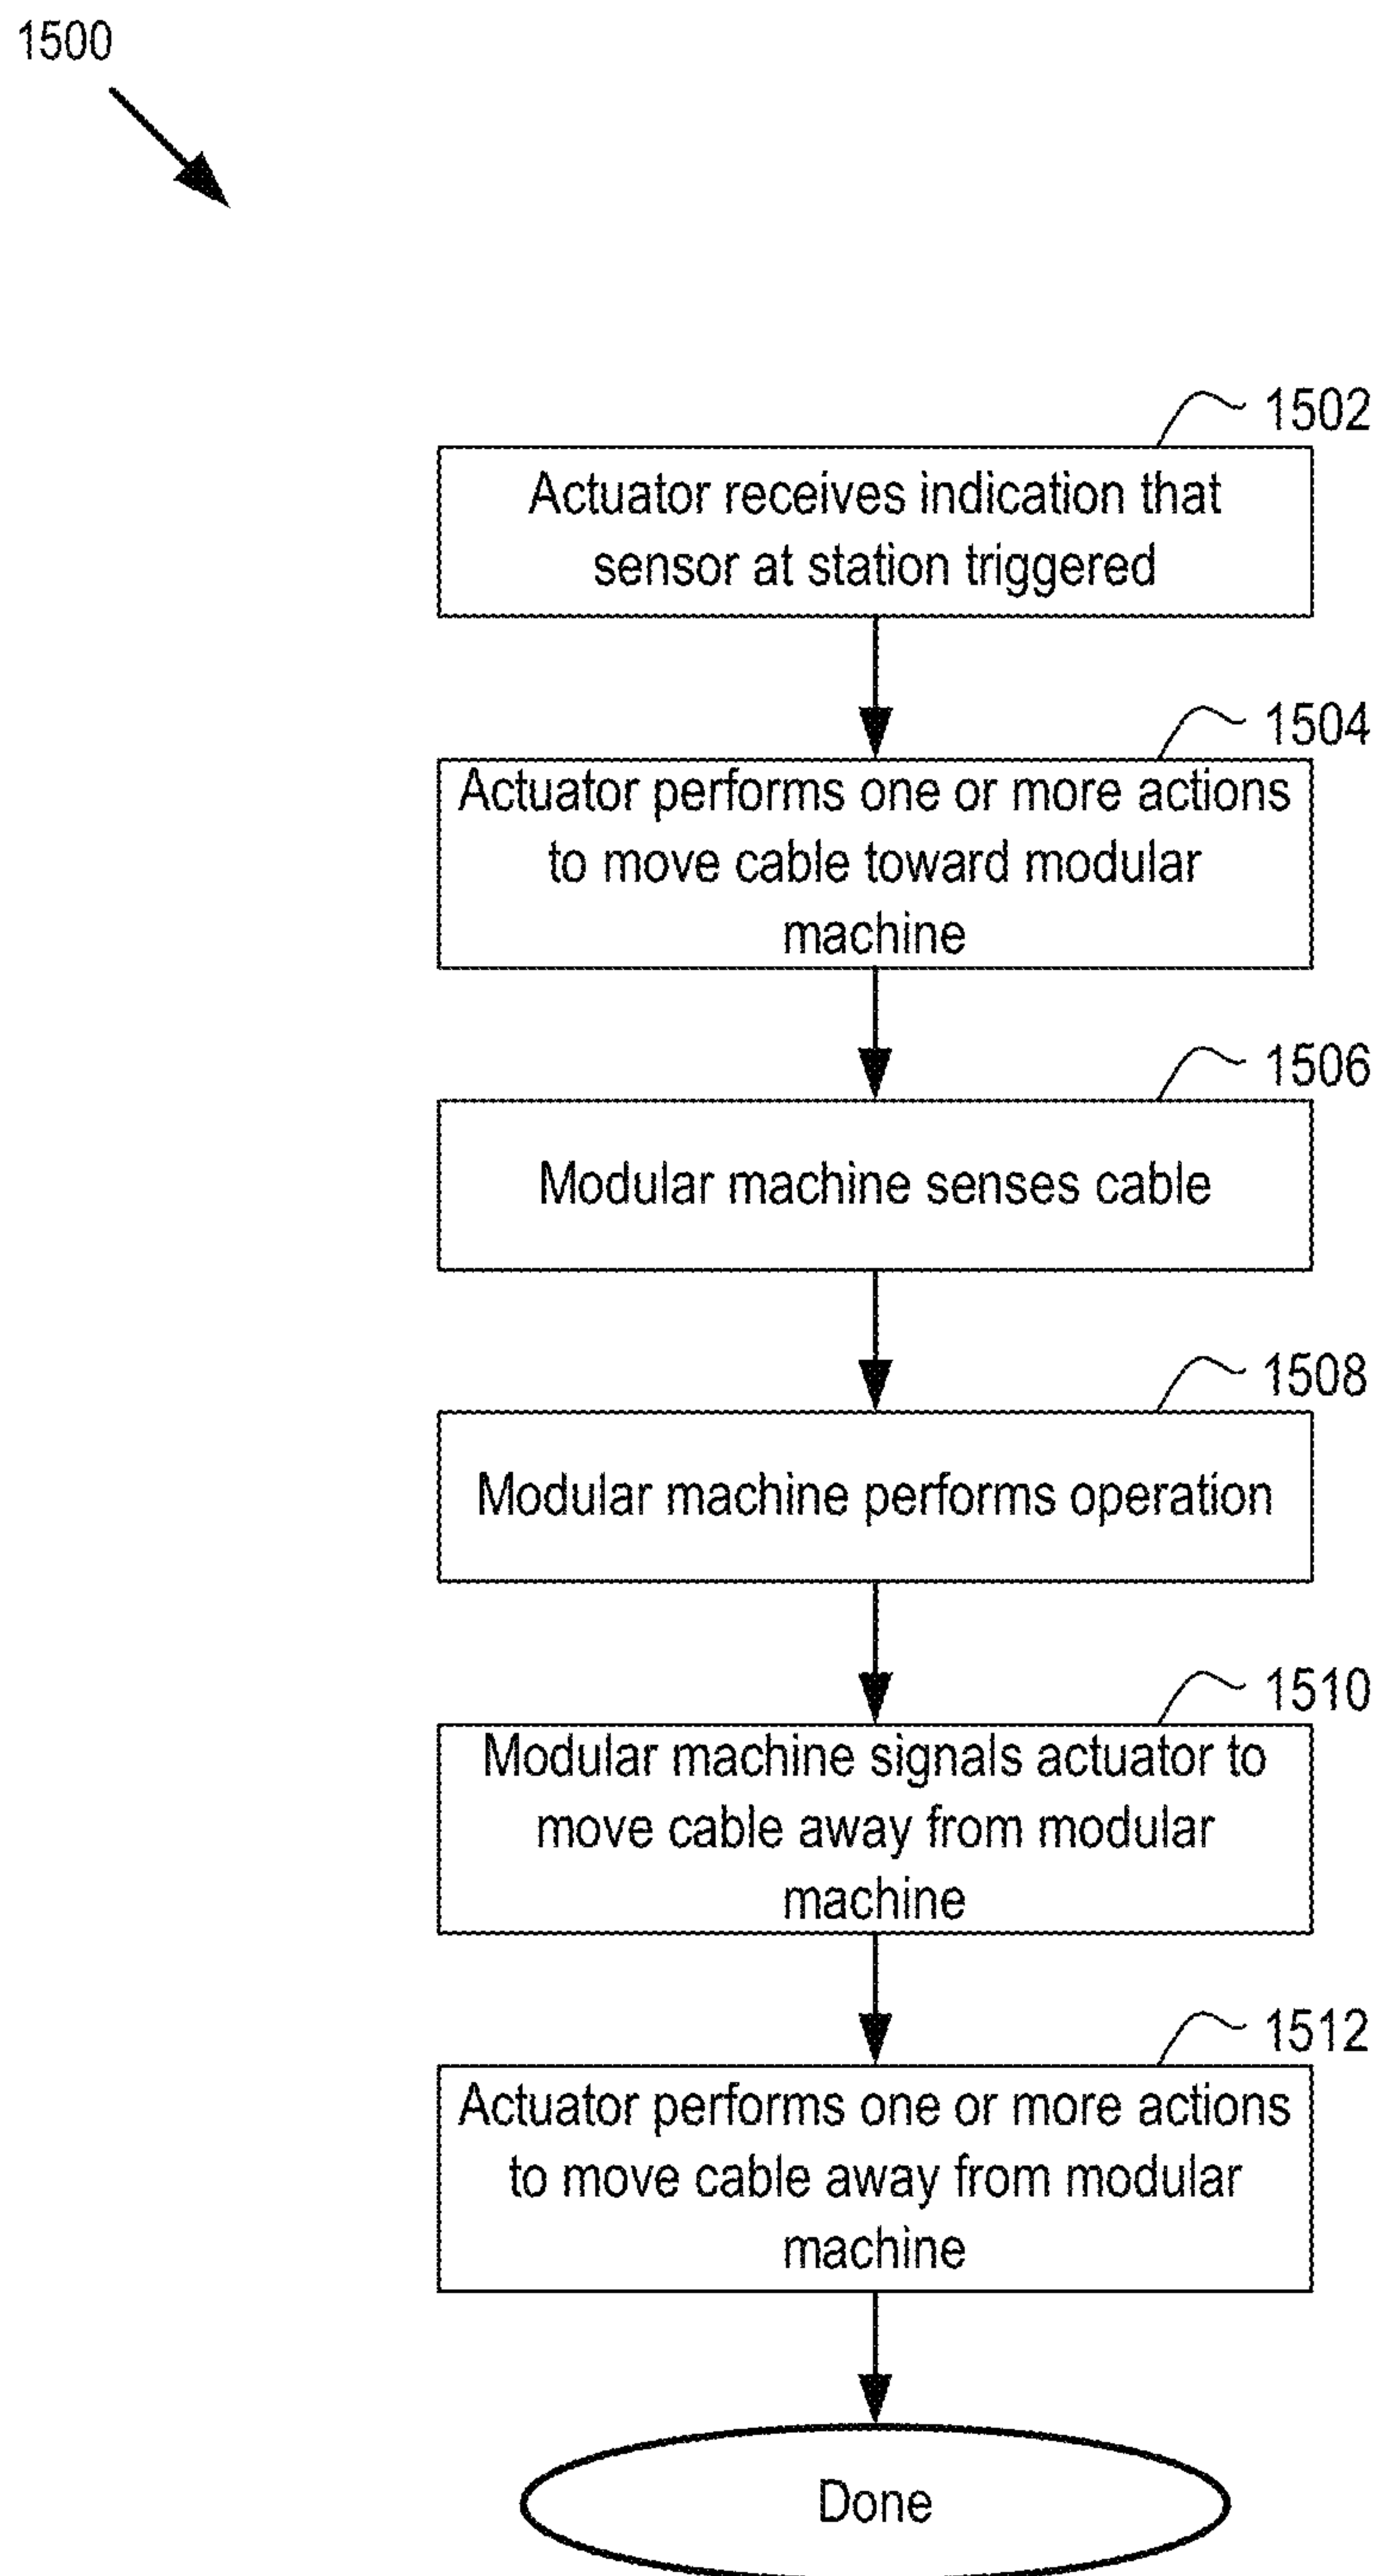 1500
1502
Actuator receives indication that
sensor at station triggered
1504
Actuator performs one or more actions
to move cable toward modular
machine
1506
Modular machine senses cable
1508
Modular machine performs operation
1510
Modular machine signals actuator to
move cable away from modular
machine
1512
Actuator performs one or more actions
to move cable away from modular
machine
Done